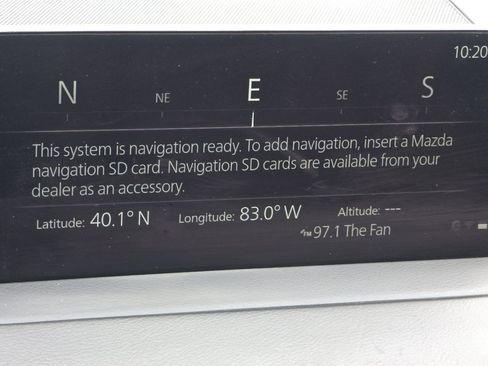 10:20
N NE E SE S
This system is navigation ready. To add navigation, insert a Mazda
navigation SD card. Navigation SD cards are available from your
dealer as an accessory.
Latitude: 40.1° N Longitude: 83.0° W Altitude: ---
FM 97.1 The Fan